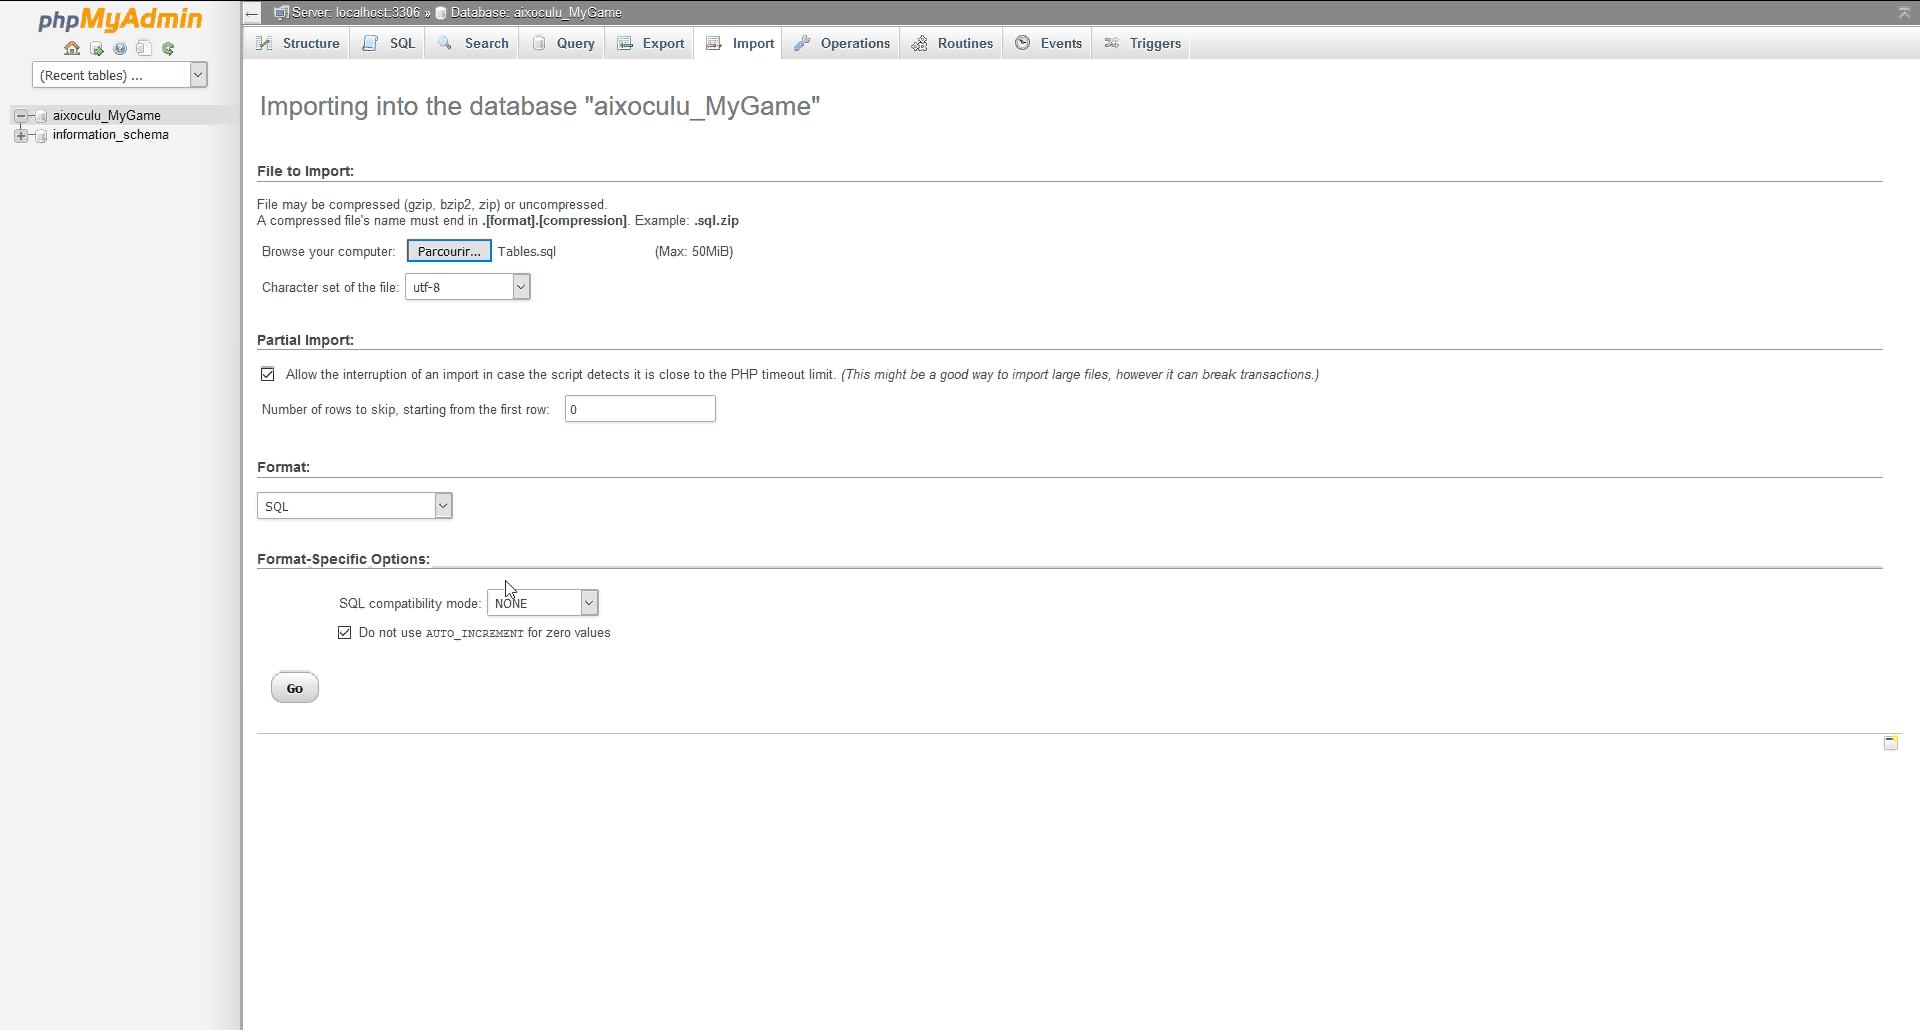 phpMyAdmin
(Recent tables) ...
aixoculu_MyGame
information_schema
Server: localhost:3306 » Database: aixoculu_MyGame
Structure SQL Search Query Export Import Operations Routines Events Triggers
Importing into the database "aixoculu_MyGame"
File to Import:
File may be compressed (gzip, bzip2, zip) or uncompressed.
A compressed file's name must end in .[format].[compression]. Example: .sql.zip
Browse your computer: Parcourir... Tables.sql (Max: 50MiB)
Character set of the file: utf-8
Partial Import:
Allow the interruption of an import in case the script detects it is close to the PHP timeout limit. (This might be a good way to import large files, however it can break transactions.)
Number of rows to skip, starting from the first row: 0
Format:
SQL
Format-Specific Options:
SQL compatibility mode: NONE
Do not use AUTO_INCREMENT for zero values
Go